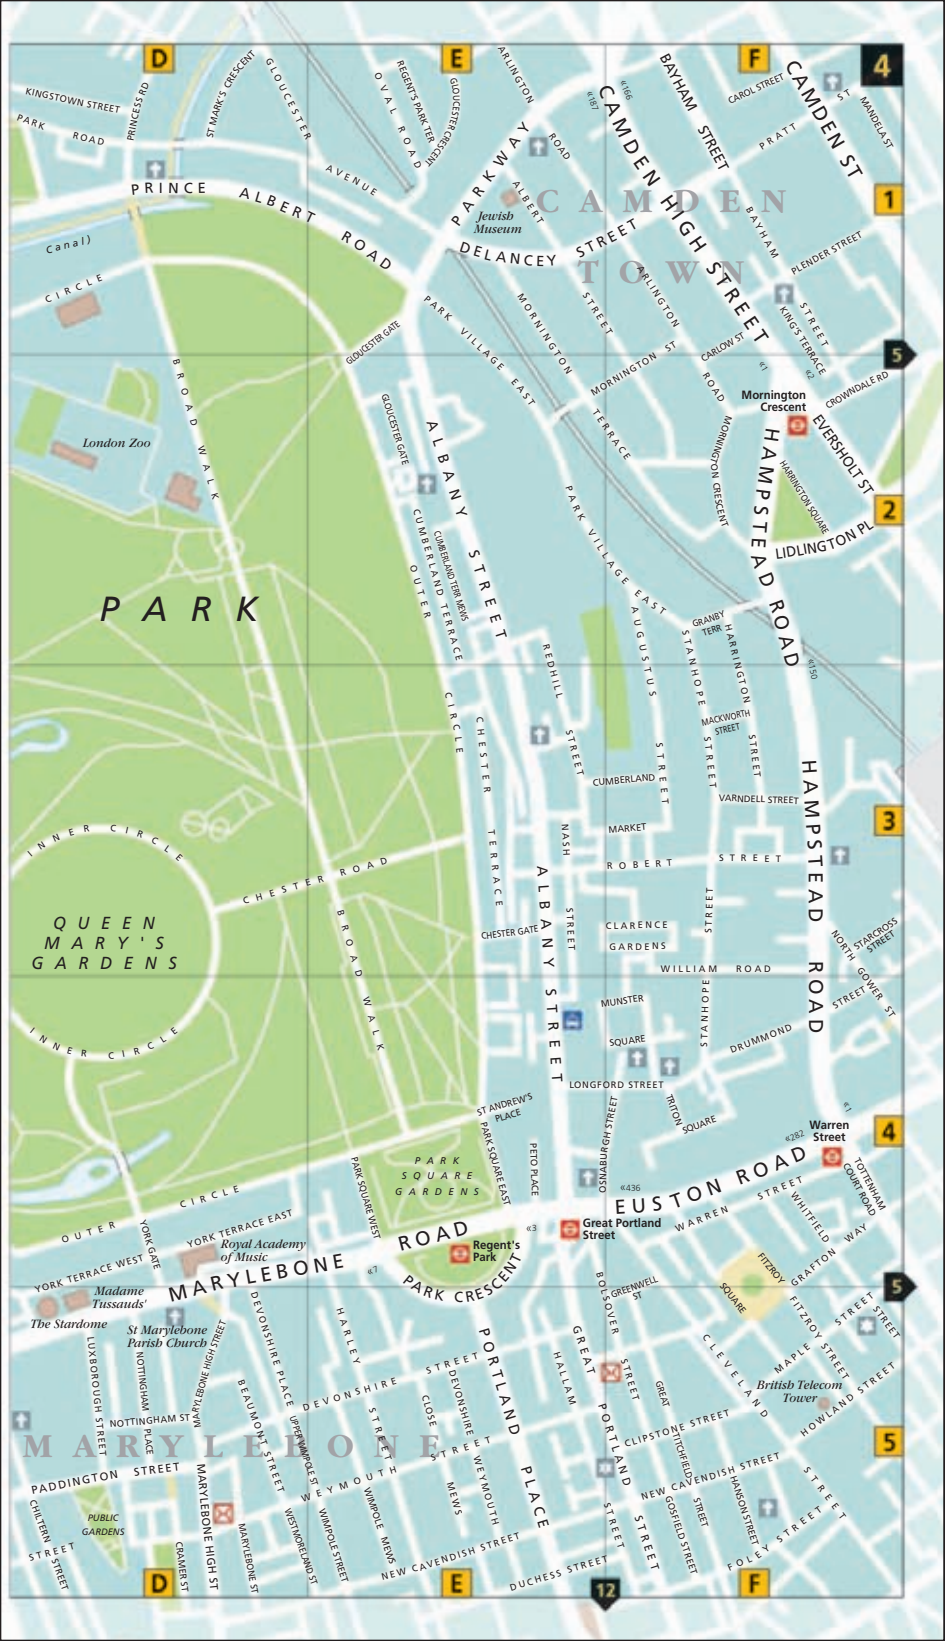 D
E
F
4
KINGSTOWN STREET
PRINCESS RD
ST MARK'S CRESCENT
GLOUCESTER
AVENUE
OVAL ROAD
REGENT'S PARK TER
GLOUCESTER CRESCENT
ARLINGTON
ROAD
PARKWAY
CAMDEN HIGH STREET
«187
«166
BAYHAM STREET
CAROL STREET
CAMDEN ST
PRATT ST
MANDELA ST
PARK ROAD
PRINCE ALBERT ROAD
ALBERT
STREET
Jewish
Museum
CAMDEN
TOWN
1
Canal)
CIRCLE
DELANCEY STREET
BAYHAM
STREET
PLENDER STREET
ARLINGTON
ROAD
PARK VILLAGE EAST
MORNINGTON
TERRACE
KING'S TERRACE
GLOUCESTER GATE
MORNINGTON ST
CARLOW ST
«1
«2
5
BROAD WALK
GLOUCESTER GATE
Mornington
Crescent
CROWNDALE RD
London Zoo
ALBANY STREET
MORNINGTON CRESCENT
HAMPSTEAD ROAD
HARRINGTON SQUARE
EVERSHOLT ST
2
LIDLINGTON PL
PARK VILLAGE EAST
CUMBERLAND TERRACE
CUMBERLAND TERR MEWS
OUTER
CIRCLE
PARK
AUGUSTUS
STREET
GRANBY
TERR
STANHOPE
STREET
HARRINGTON
STREET
REDHILL
STREET
«150
CHESTER
TERRACE
MACKWORTH
STREET
CUMBERLAND
MARKET
VARNDELL STREET
HAMPSTEAD ROAD
3
INNER CIRCLE
NASH
STREET
ROBERT STREET
CHESTER ROAD
ALBANY STREET
QUEEN
MARY'S
GARDENS
BROAD WALK
CHESTER GATE
CLARENCE
GARDENS
STREET
STANHOPE
NORTH GOWER ST
STARCROSS
STREET
WILLIAM ROAD
MUNSTER
SQUARE
DRUMMOND
STREET
INNER CIRCLE
LONGFORD STREET
ST ANDREW'S
PLACE
OSNABURGH STREET
TRITON
SQUARE
«1
Warren
Street
«282
4
PARK
SQUARE
GARDENS
PARK SQUARE WEST
PARK SQUARE EAST
PETO PLACE
EUSTON ROAD
«436
TOTTENHAM
COURT ROAD
OUTER CIRCLE
YORK GATE
YORK TERRACE EAST
YORK TERRACE WEST
Royal Academy
of Music
MARYLEBONE ROAD
«7
«3
Regent's
Park
Great Portland
Street
WARREN STREET
WHITFIELD
STREET
GRAFTON WAY
PARK CRESCENT
FITZROY
SQUARE
GREENWELL
ST
BOLSOVER
STREET
5
Madame
Tussauds'
The Stardome
St Marylebone
Parish Church
DEVONSHIRE PLACE
HARLEY
STREET
LUXBOROUGH STREET
NOTTINGHAM
PLACE
MARYLEBONE HIGH STREET
NOTTINGHAM ST
PORTLAND PLACE
GREAT
PORTLAND
STREET
HALLAM
STREET
CLEVELAND
STREET
FITZROY STREET
MAPLE STREET
British Telecom
Tower
HOWLAND STREET
DEVONSHIRE STREET
BEAUMONT STREET
UPPER WIMPOLE ST
DEVONSHIRE
CLOSE
GREAT
TITCHFIELD
STREET
CLIPSTONE STREET
MARYLEBONE
5
PADDINGTON STREET
WEYMOUTH STREET
WEYMOUTH
MEWS
NEW CAVENDISH STREET
PUBLIC
GARDENS
MARYLEBONE HIGH ST
CHILTERN
STREET
STREET
CRAMER ST
MARYLEBONE ST
WESTMORELAND ST
WIMPOLE STREET
WIMPOLE MEWS
NEW CAVENDISH STREET
DUCHESS STREET
GOSFIELD STREET
HANSON STREET
FOLEY STREET
D
E
12
F